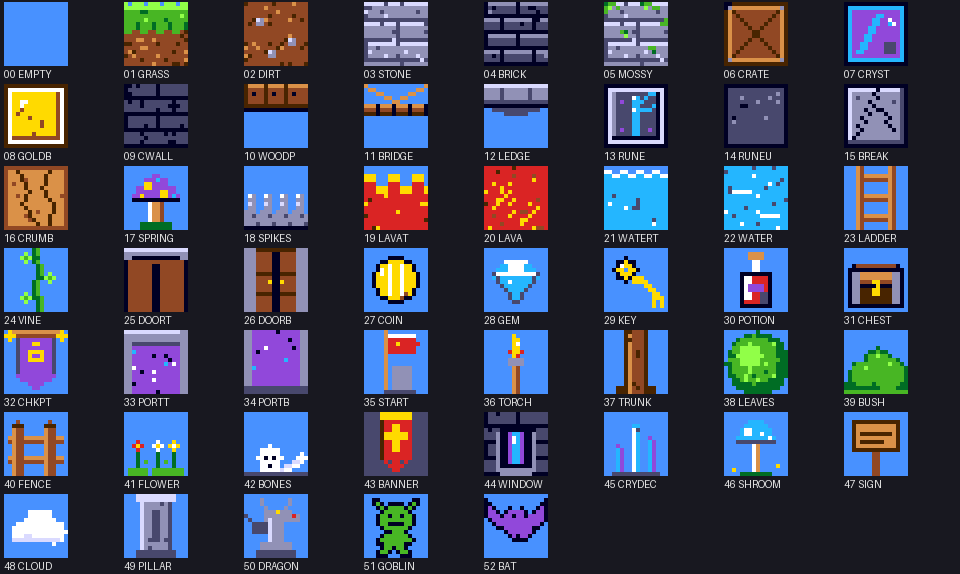 00 EMPTY 01 GRASS 02 DIRT 03 STONE 04 BRICK 05 MOSSY 06 CRATE 07 CRYST
08 GOLDB 09 CWALL 10 WOODP 11 BRIDGE 12 LEDGE 13 RUNE 14 RUNEU 15 BREAK
16 CRUMB 17 SPRING 18 SPIKES 19 LAVAT 20 LAVA 21 WATERT 22 WATER 23 LADDER
24 VINE 25 DOORT 26 DOORB 27 COIN 28 GEM 29 KEY 30 POTION 31 CHEST
32 CHKPT 33 PORTT 34 PORTB 35 START 36 TORCH 37 TRUNK 38 LEAVES 39 BUSH
40 FENCE 41 FLOWER 42 BONES 43 BANNER 44 WINDOW 45 CRYDEC 46 SHROOM 47 SIGN
48 CLOUD 49 PILLAR 50 DRAGON 51 GOBLIN 52 BAT